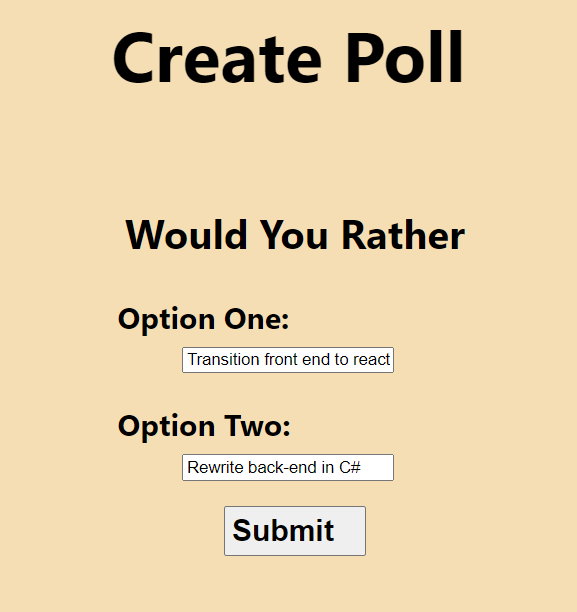 Create Poll
Would You Rather
Option One:
Transition front end to react
Option Two:
Rewrite back-end in C#
Submit